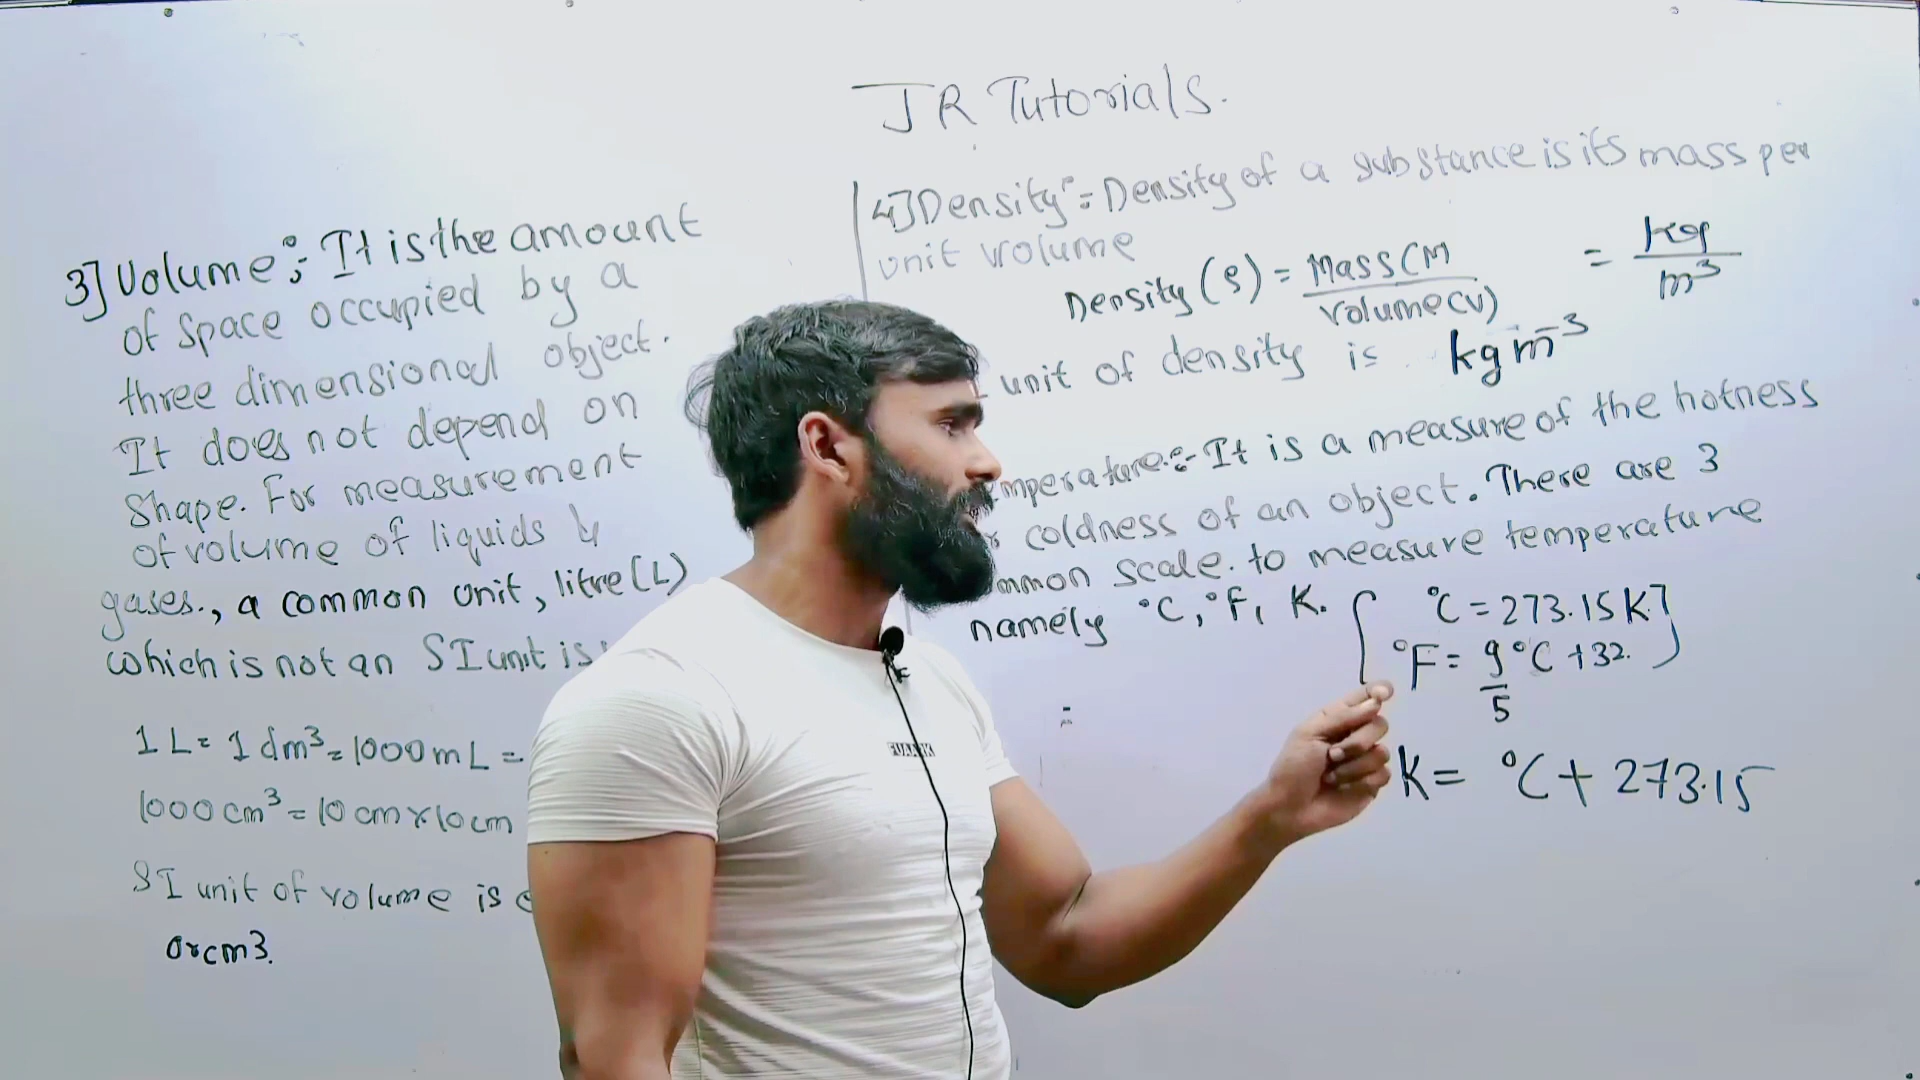 JR Tutorials.
3] Volume :- It is the amount
of space occupied by a
three dimensional object.
It does not depend on
shape. For measurement
of volume of liquids &
gases., a common unit, litre (L)
which is not an SI unit is
1 L = 1 dm³ = 1000 mL =
1000 cm³ = 10 cm x 10 cm
SI unit of volume is
or cm3.
4] Density :- Density of a substance is its mass per
unit volume
Density (ρ) = Mass (M / Volume (V) = kg / m³
unit of density is kg m⁻³
mperature :- It is a measure of the hotness
r coldness of an object. There are 3
mmon scale. to measure temperature
namely °C, °F, K. [ °C = 273.15 K ]
°F = 9/5 °C + 32.
K = °C + 273.15
FUAARK